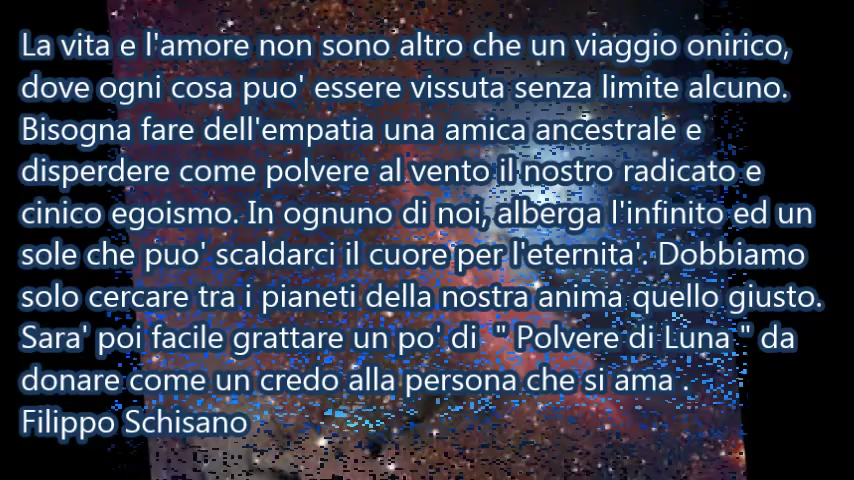 La vita e l'amore non sono altro che un viaggio onirico,
dove ogni cosa puo' essere vissuta senza limite alcuno.
Bisogna fare dell'empatia una amica ancestrale e
disperdere come polvere al vento il nostro radicato e
cinico egoismo. In ognuno di noi, alberga l'infinito ed un
sole che puo' scaldarci il cuore per l'eternita'. Dobbiamo
solo cercare tra i pianeti della nostra anima quello giusto.
Sara' poi facile grattare un po' di  " Polvere di Luna " da
donare come un credo alla persona che si ama .
Filippo Schisano